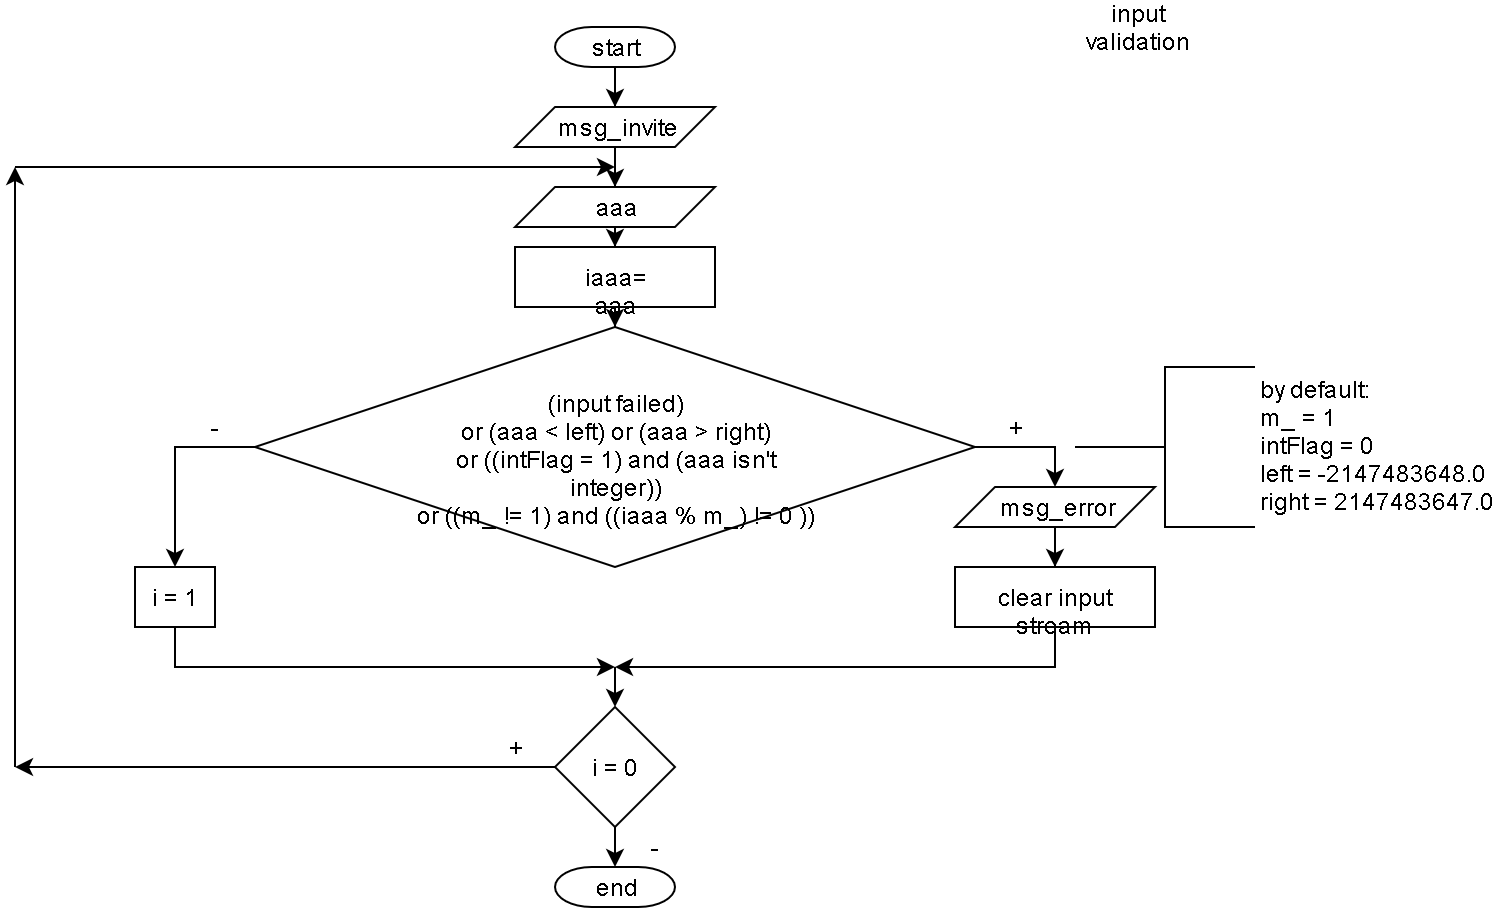 input
validation
start
msg_invite
aaa
iaaa=
aaa
(input failed)
or (aaa < left) or (aaa > right)
or ((intFlag = 1) and (aaa isn't
integer))
or ((m_ != 1) and ((iaaa % m_) != 0 ))
-
+
by default:
m_ = 1
intFlag = 0
left = -2147483648.0
right = 2147483647.0
msg_error
i = 1
clear input
stream
+
i = 0
-
end